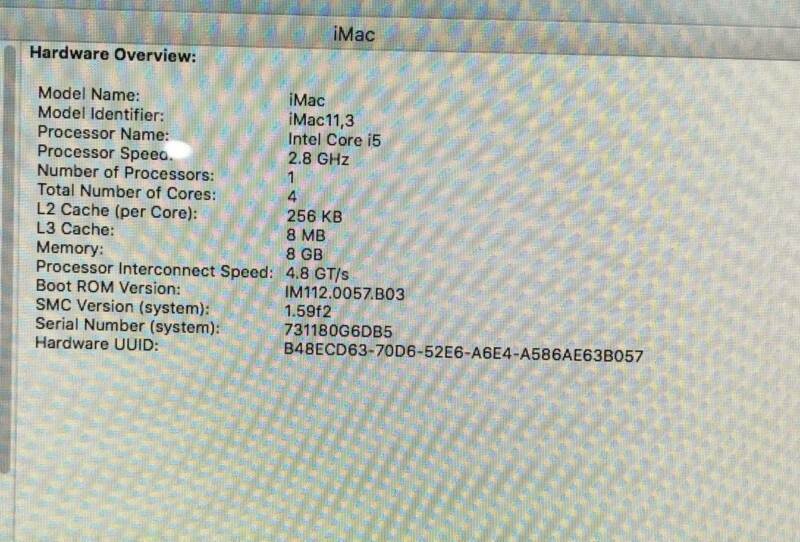 iMac
Hardware Overview:
Model Name: iMac
Model Identifier: iMac11,3
Processor Name: Intel Core i5
Processor Speed: 2.8 GHz
Number of Processors: 1
Total Number of Cores: 4
L2 Cache (per Core): 256 KB
L3 Cache: 8 MB
Memory: 8 GB
Processor Interconnect Speed: 4.8 GT/s
Boot ROM Version: IM112.0057.B03
SMC Version (system): 1.59f2
Serial Number (system): 731180G6DB5
Hardware UUID: B48ECD63-70D6-52E6-A6E4-A586AE63B057